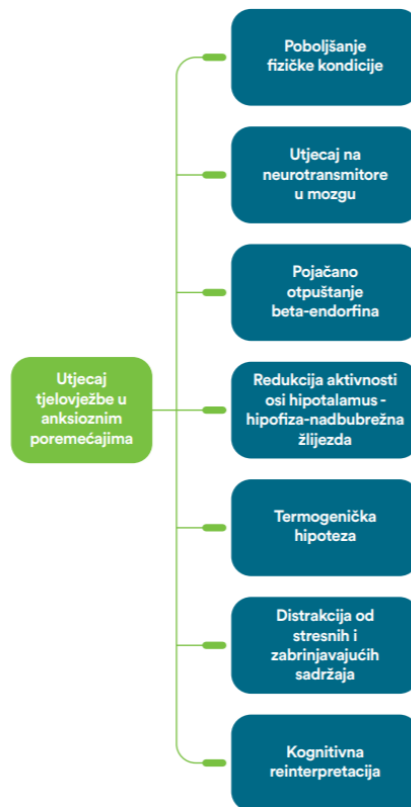 Poboljšanje
fizičke kondicije
Utjecaj na
neurotransmitore
u mozgu
Pojačano
otpuštanje
beta-endorfina
Utjecaj
tjelovježbe u
anksioznim
poremećajima
Redukcija aktivnosti
osi hipotalamus -
hipofiza-nadbubrežna
žlijezda
Termogenička
hipoteza
Distrakcija od
stresnih i
zabrinjavajućih
sadržaja
Kognitivna
reinterpretacija